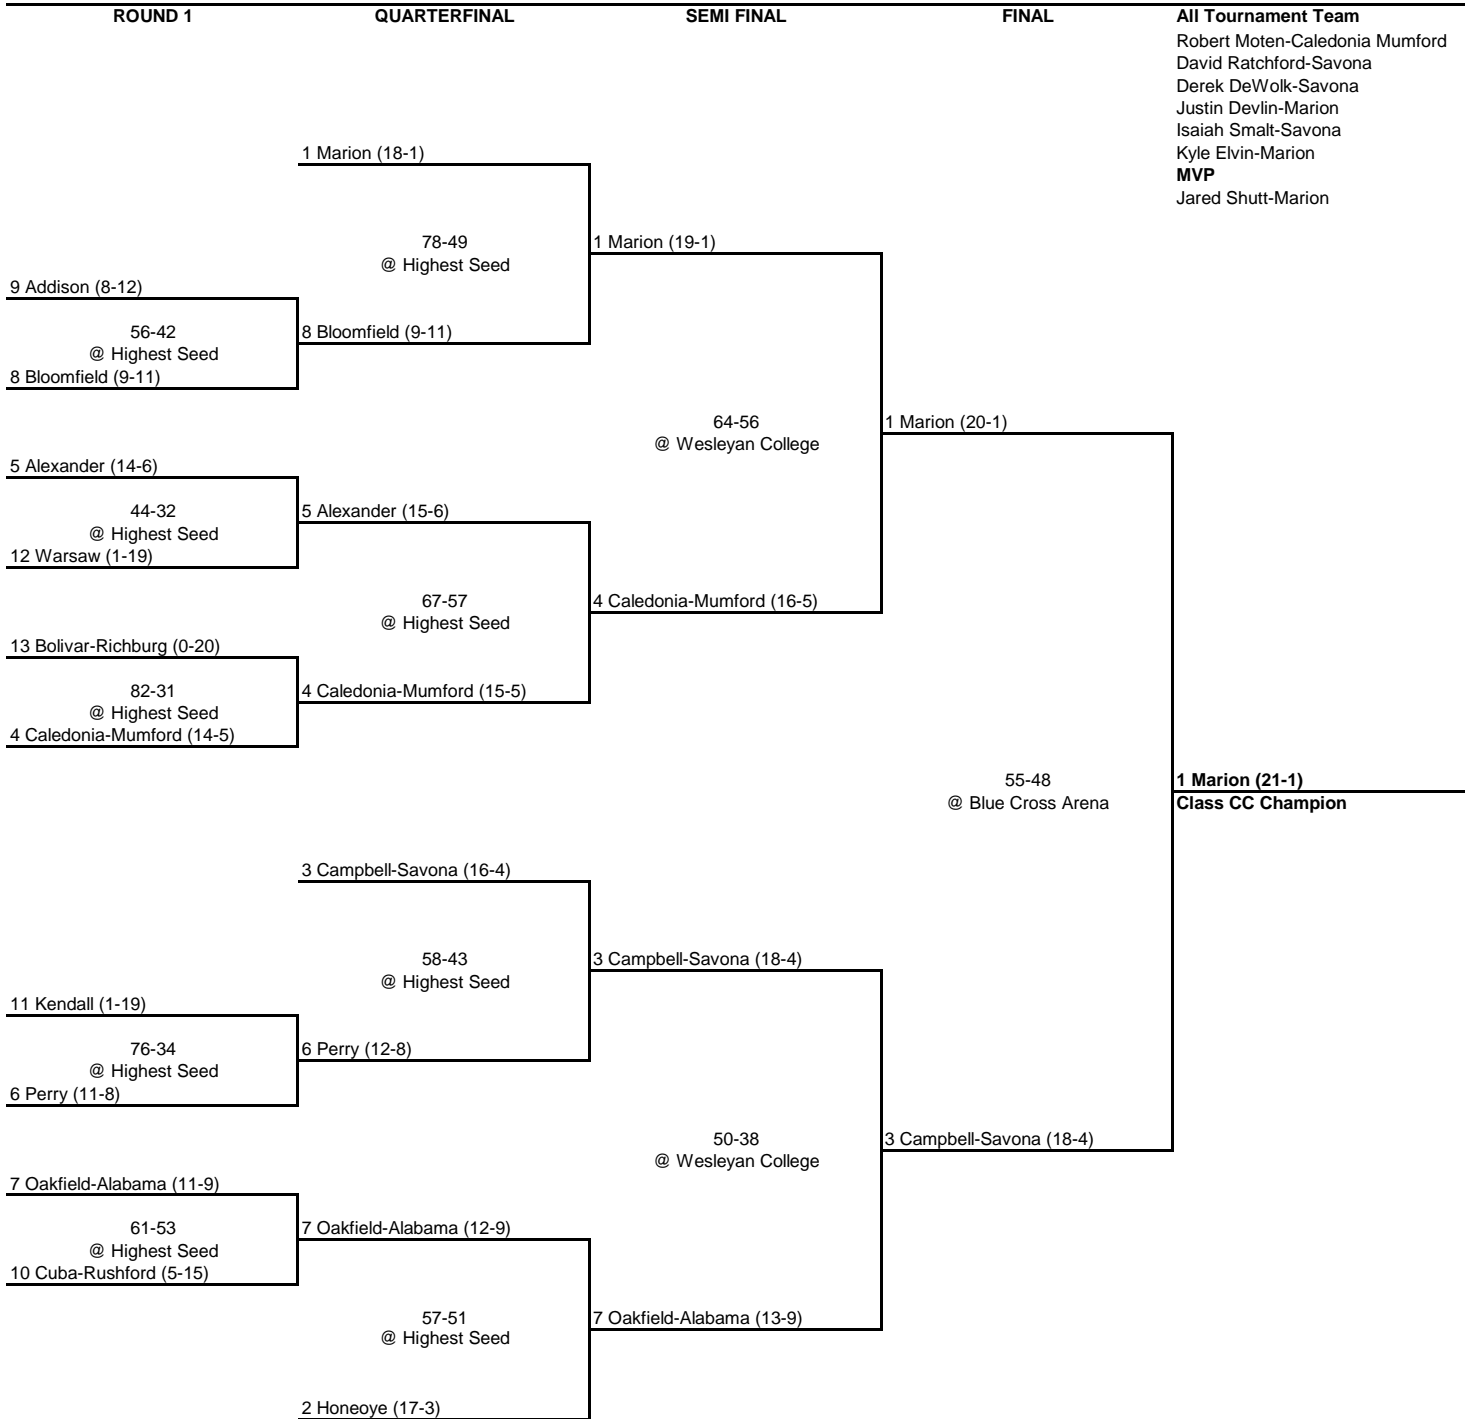 ROUND 1 QUARTERFINAL SEMI FINAL FINAL All Tournament Team
Robert Moten-Caledonia Mumford
David Ratchford-Savona
Derek DeWolk-Savona
Justin Devlin-Marion
Isaiah Smalt-Savona
Kyle Elvin-Marion
MVP
Jared Shutt-Marion
1 Marion (18-1)
78-49
@ Highest Seed
1 Marion (19-1)
9 Addison (8-12)
56-42
@ Highest Seed
8 Bloomfield (9-11)
8 Bloomfield (9-11)
64-56
@ Wesleyan College
1 Marion (20-1)
5 Alexander (14-6)
44-32
@ Highest Seed
12 Warsaw (1-19)
5 Alexander (15-6)
67-57
@ Highest Seed
4 Caledonia-Mumford (16-5)
13 Bolivar-Richburg (0-20)
82-31
@ Highest Seed
4 Caledonia-Mumford (14-5)
4 Caledonia-Mumford (15-5)
55-48
@ Blue Cross Arena
1 Marion (21-1)
Class CC Champion
3 Campbell-Savona (16-4)
58-43
@ Highest Seed
3 Campbell-Savona (18-4)
11 Kendall (1-19)
76-34
@ Highest Seed
6 Perry (11-8)
6 Perry (12-8)
50-38
@ Wesleyan College
3 Campbell-Savona (18-4)
7 Oakfield-Alabama (11-9)
61-53
@ Highest Seed
10 Cuba-Rushford (5-15)
7 Oakfield-Alabama (12-9)
57-51
@ Highest Seed
7 Oakfield-Alabama (13-9)
2 Honeoye (17-3)